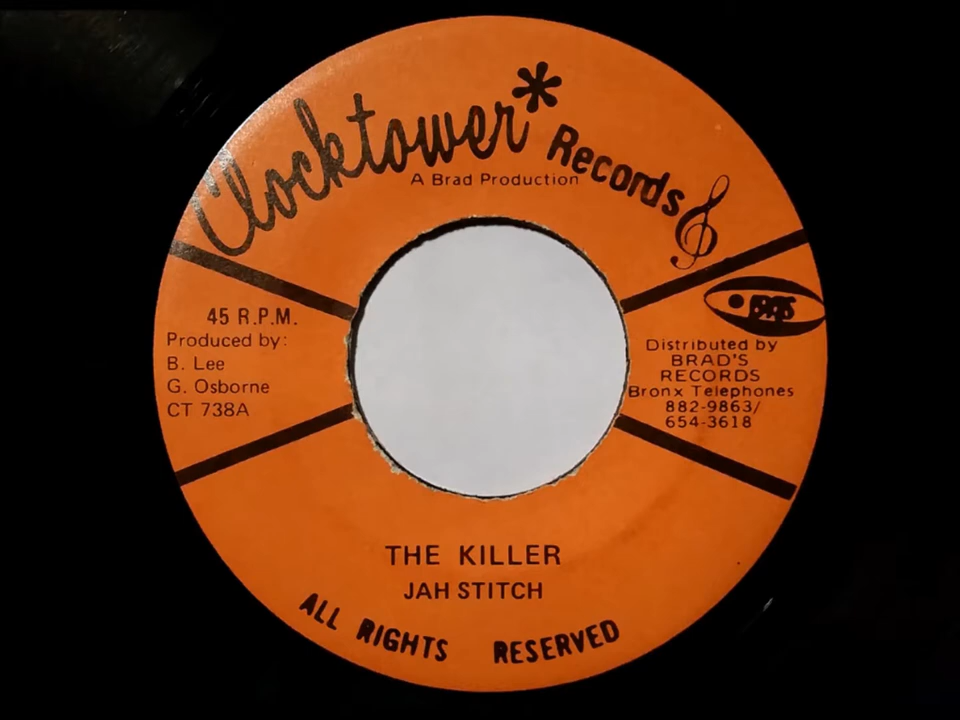 Clocktower* Records
A Brad Production
45 R.P.M.
Produced by:
B. Lee
G. Osborne
CT 738A
Distributed by
BRAD'S
RECORDS
Bronx Telephones
882-9863/
654-3618
THE KILLER
JAH STITCH
ALL RIGHTS RESERVED